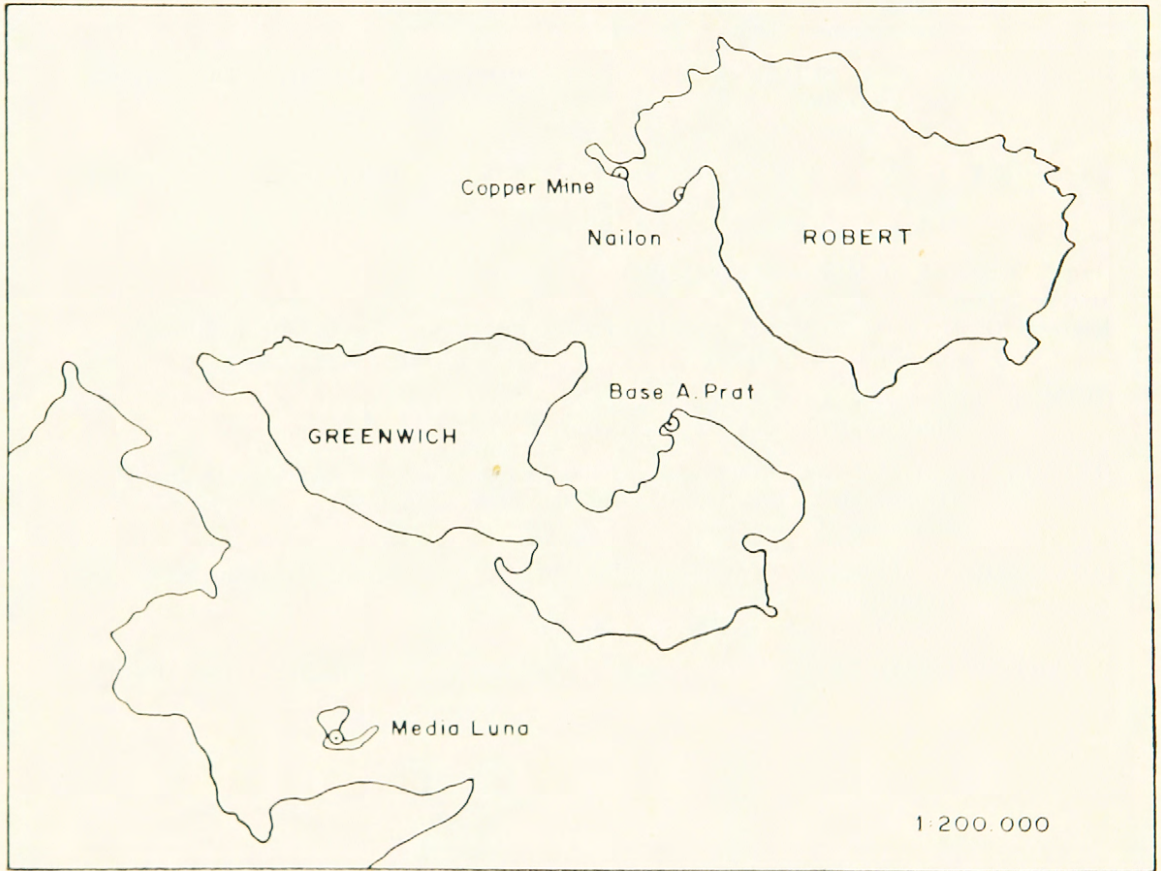 Copper Mine
Nailon
ROBERT
Base A. Prat
GREENWICH
Media Luna
1:200.000